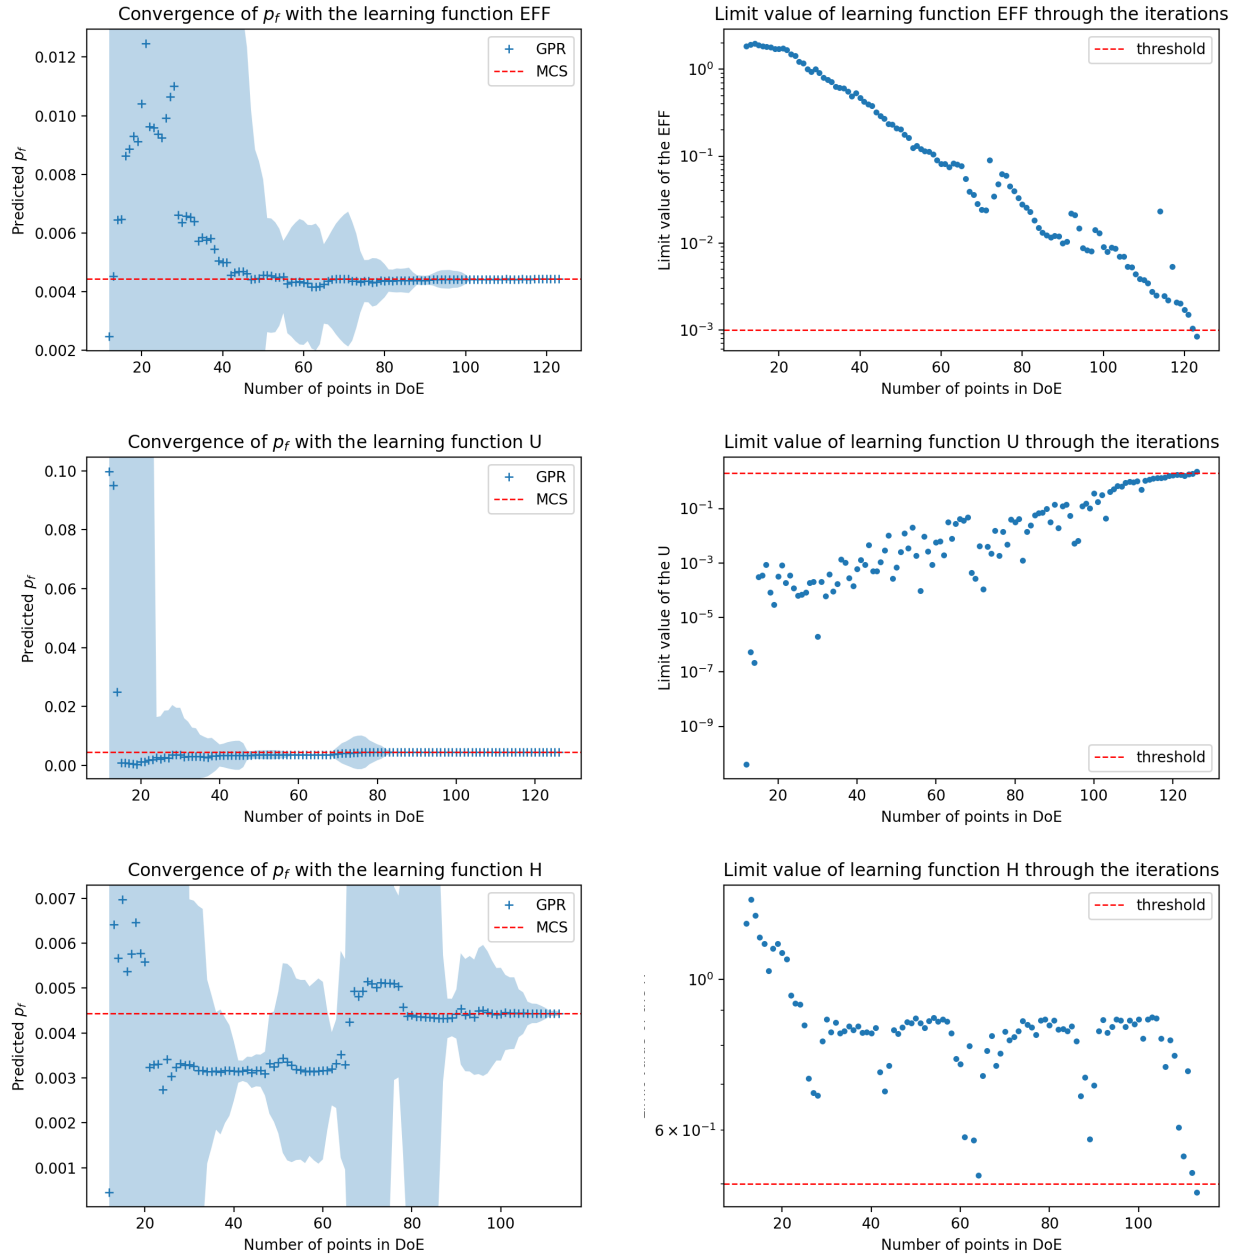 Convergence of p_f with the learning function EFF
Limit value of learning function EFF through the iterations
0.012
0.010
0.008
0.006
0.004
0.002
Predicted p_f
GPR
MCS
20 40 60 80 100 120
Number of points in DoE
10^0
10^-1
10^-2
10^-3
Limit value of the EFF
threshold
20 40 60 80 100 120
Number of points in DoE
Convergence of p_f with the learning function U
Limit value of learning function U through the iterations
0.10
0.08
0.06
0.04
0.02
0.00
Predicted p_f
GPR
MCS
20 40 60 80 100 120
Number of points in DoE
10^-1
10^-3
10^-5
10^-7
10^-9
Limit value of the U
threshold
20 40 60 80 100 120
Number of points in DoE
Convergence of p_f with the learning function H
Limit value of learning function H through the iterations
0.007
0.006
0.005
0.004
0.003
0.002
0.001
Predicted p_f
GPR
MCS
20 40 60 80 100
Number of points in DoE
10^0
6 × 10^-1
threshold
20 40 60 80 100
Number of points in DoE